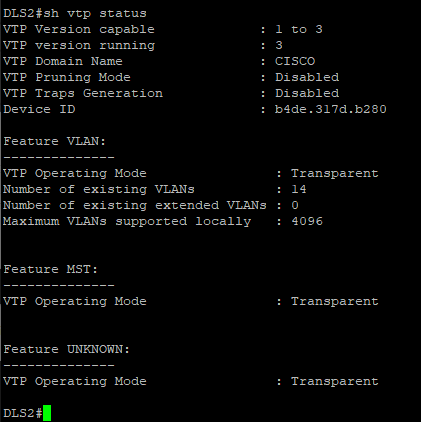 DLS2#sh vtp status
VTP Version capable             : 1 to 3
VTP version running             : 3
VTP Domain Name                 : CISCO
VTP Pruning Mode                : Disabled
VTP Traps Generation            : Disabled
Device ID                       : b4de.317d.b280
Feature VLAN:
--------------
VTP Operating Mode                : Transparent
Number of existing VLANs          : 14
Number of existing extended VLANs : 0
Maximum VLANs supported locally   : 4096
Feature MST:
--------------
VTP Operating Mode                : Transparent
Feature UNKNOWN:
--------------
VTP Operating Mode                : Transparent
DLS2#